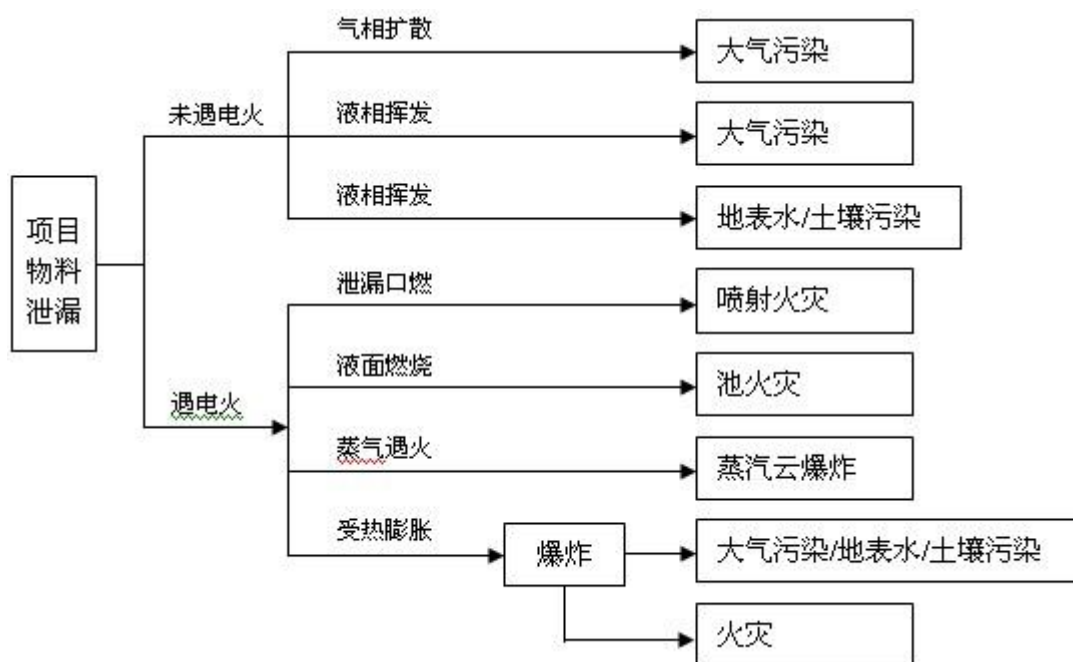 气相扩散
大气污染
未遇电火
液相挥发
大气污染
液相挥发
地表水/土壤污染
项目
物料
泄漏
泄漏口燃
喷射火灾
液面燃烧
池火灾
遇电火
蒸气遇火
蒸汽云爆炸
受热膨胀
爆炸
大气污染/地表水/土壤污染
火灾